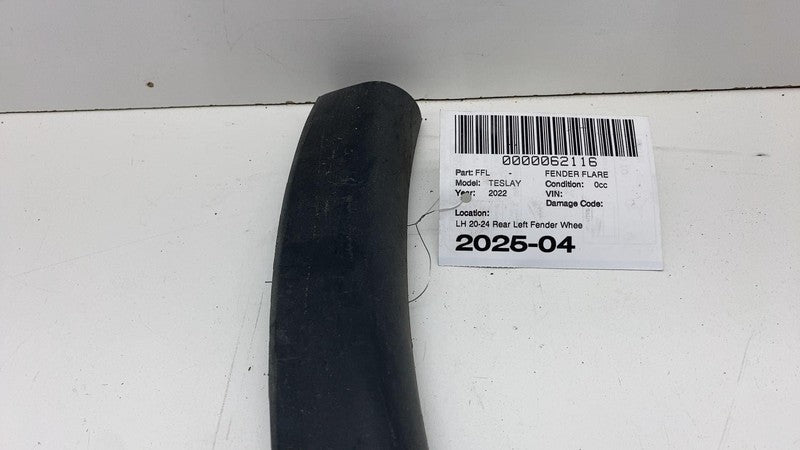 0000062116
Part: FFL - FENDER FLARE
Model: TESLAY Condition: 0cc
Year: 2022 VIN:
Damage Code:
Location:
LH 20-24 Rear Left Fender Whee
2025-04